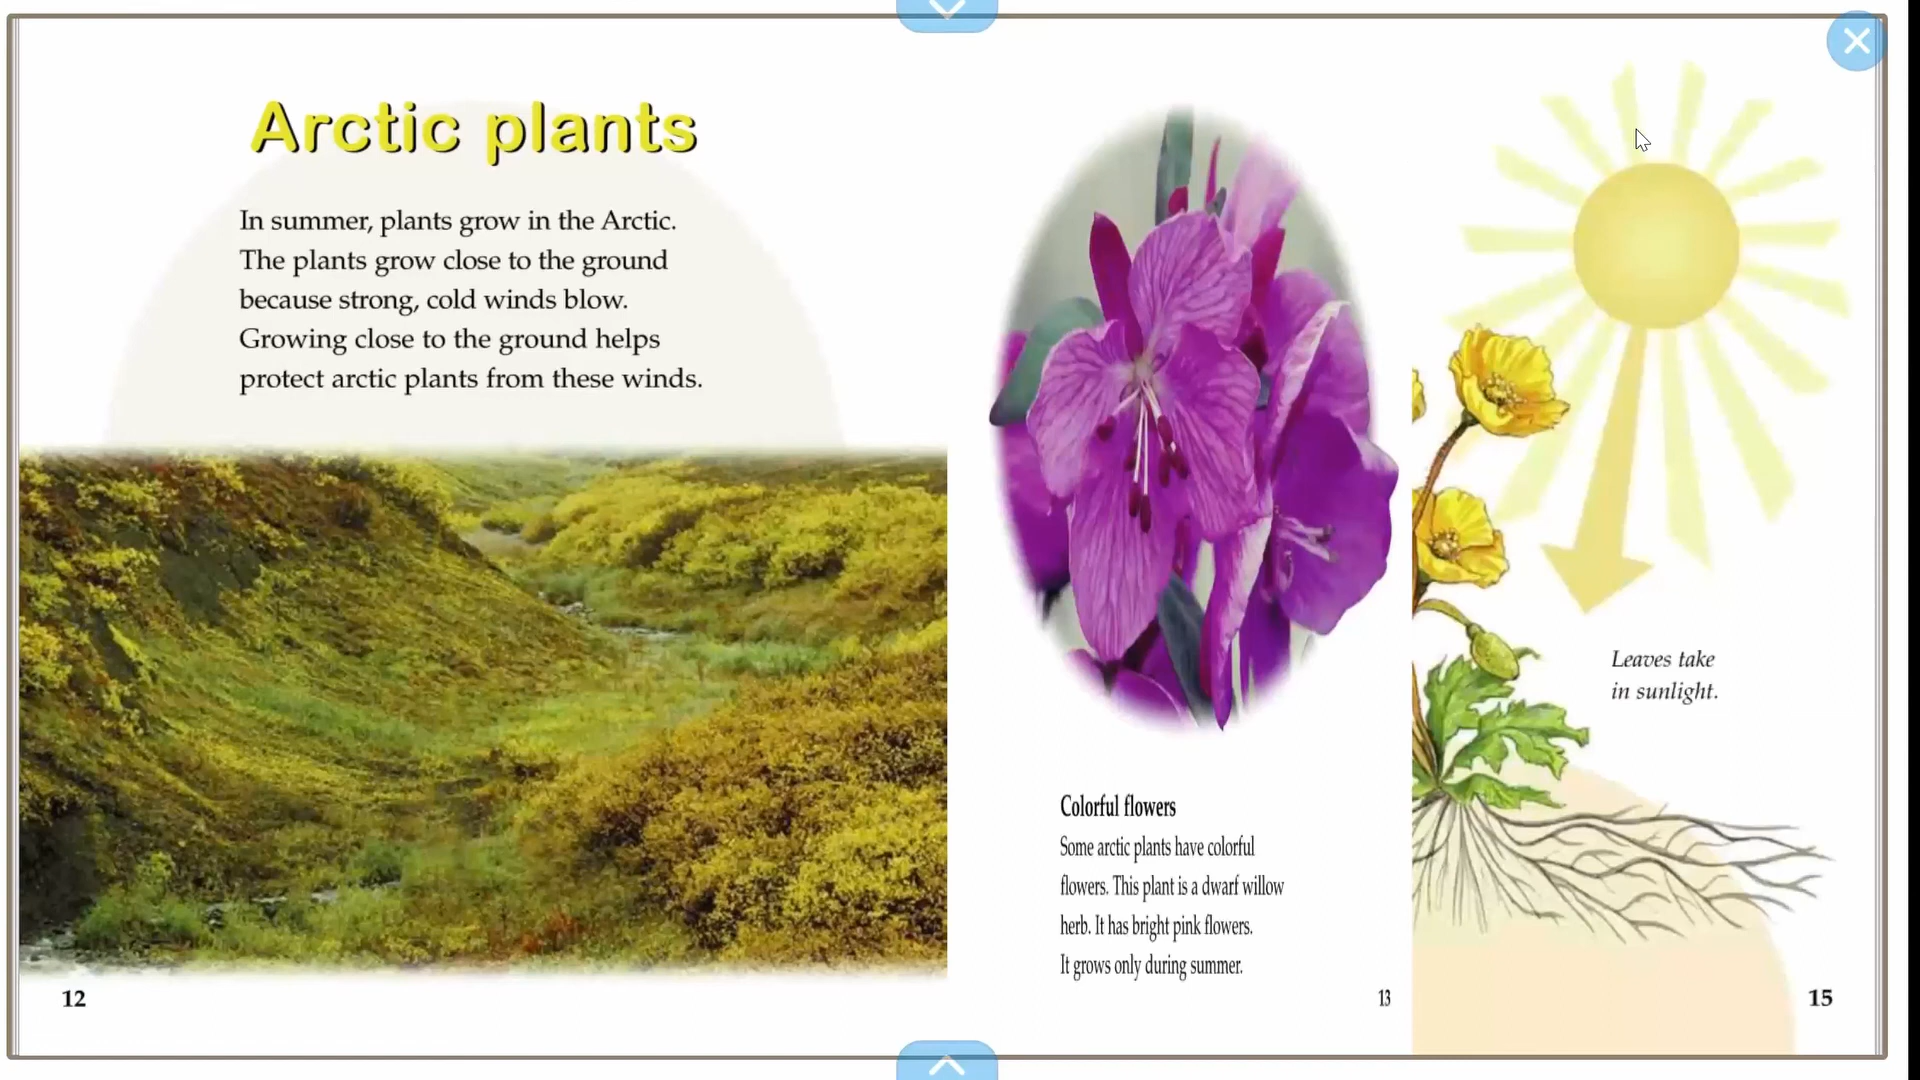 Arctic plants
In summer, plants grow in the Arctic.
The plants grow close to the ground
because strong, cold winds blow.
Growing close to the ground helps
protect arctic plants from these winds.
12
Colorful flowers
Some arctic plants have colorful
flowers. This plant is a dwarf willow
herb. It has bright pink flowers.
It grows only during summer.
13
Leaves take
in sunlight.
15